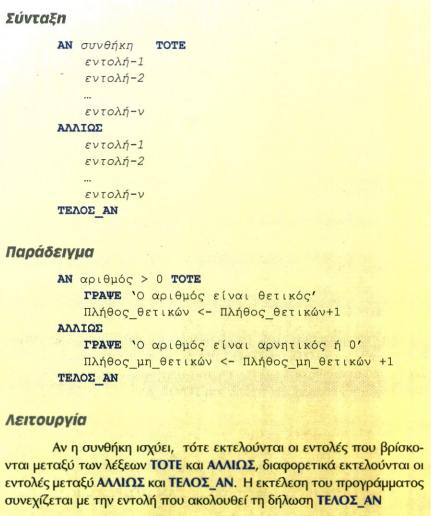 Σύνταξη
ΑΝ συνθήκη ΤΟΤΕ
εντολή-1
εντολή-2
…
εντολή-ν
ΑΛΛΙΩΣ
εντολή-1
εντολή-2
…
εντολή-ν
ΤΕΛΟΣ_ΑΝ
Παράδειγμα
ΑΝ αριθμός > 0 ΤΟΤΕ
ΓΡΑΨΕ ‘Ο αριθμός είναι θετικός’
Πλήθος_θετικών <- Πλήθος_θετικών+1
ΑΛΛΙΩΣ
ΓΡΑΨΕ ‘Ο αριθμός είναι αρνητικός ή 0’
Πλήθος_μη_θετικών <- Πλήθος_μη_θετικών +1
ΤΕΛΟΣ_ΑΝ
Λειτουργία
Αν η συνθήκη ισχύει, τότε εκτελούνται οι εντολές που βρίσκο-
νται μεταξύ των λέξεων ΤΟΤΕ και ΑΛΛΙΩΣ, διαφορετικά εκτελούνται οι
εντολές μεταξύ ΑΛΛΙΩΣ και ΤΕΛΟΣ_ΑΝ. Η εκτέλεση του προγράμματος
συνεχίζεται με την εντολή που ακολουθεί τη δήλωση ΤΕΛΟΣ_ΑΝ